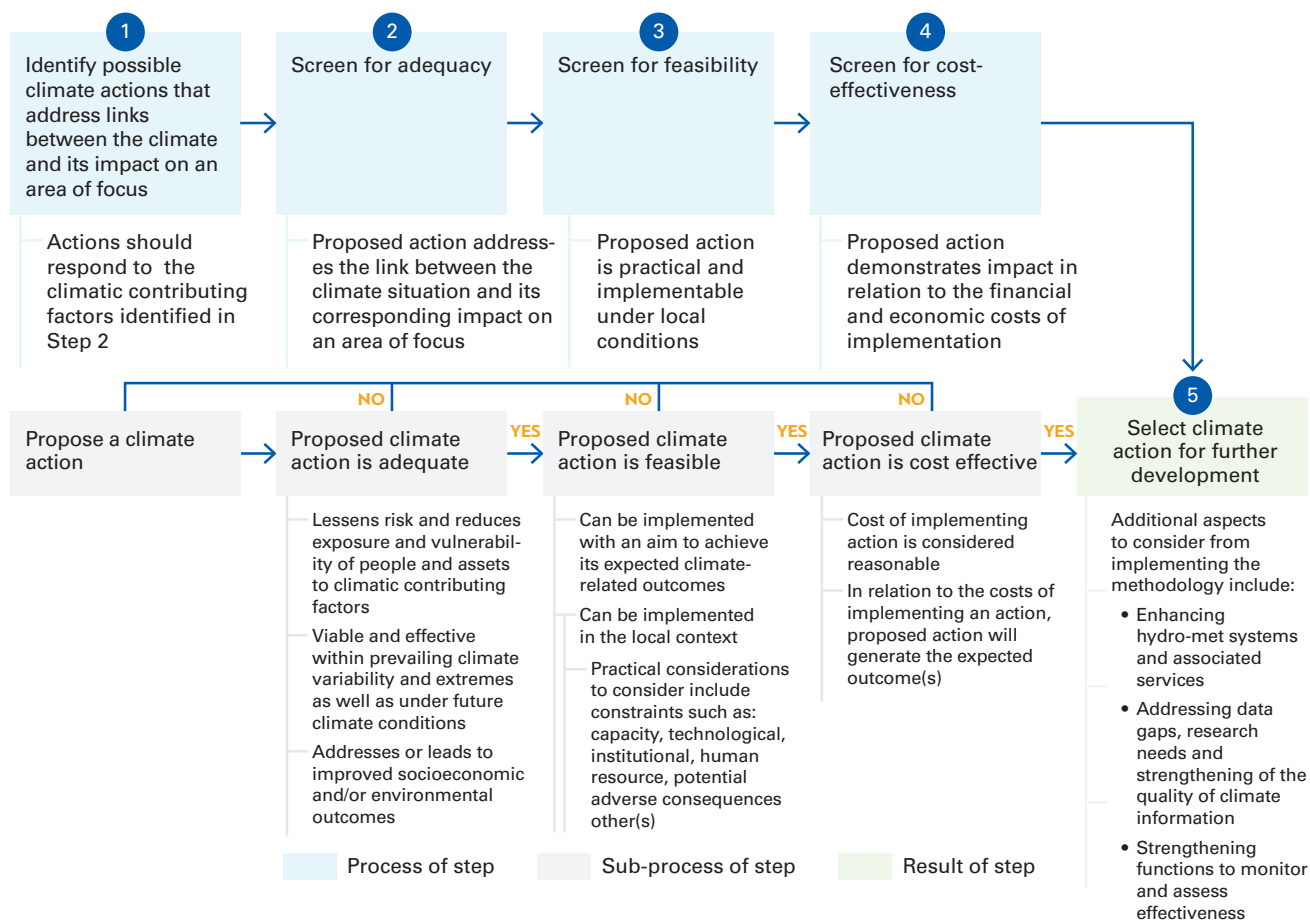 1
Identify possible
climate actions that
address links
between the climate
and its impact on an
area of focus
2
Screen for adequacy
3
Screen for feasibility
4
Screen for cost-
effectiveness
Actions should
respond to the
climatic contributing
factors identified in
Step 2
Proposed action address-
es the link between the
climate situation and its
corresponding impact on
an area of focus
Proposed action
is practical and
implementable
under local
conditions
Proposed action
demonstrates impact in
relation to the financial
and economic costs of
implementation
NO
NO
NO
Propose a climate
action
Proposed climate
action is adequate
YES
Proposed climate
action is feasible
YES
Proposed climate
action is cost effective
YES
5
Select climate
action for further
development
Lessens risk and reduces
exposure and vulnerabil-
ity of people and assets
to climatic contributing
factors
Viable and effective
within prevailing climate
variability and extremes
as well as under future
climate conditions
Addresses or leads to
improved socioeconomic
and/or environmental
outcomes
Can be implemented
with an aim to achieve
its expected climate-
related outcomes
Can be implemented
in the local context
Practical considerations
to consider include
constraints such as:
capacity, technological,
institutional, human
resource, potential
adverse consequences
other(s)
Cost of implementing
action is considered
reasonable
In relation to the costs of
implementing an action,
proposed action will
generate the expected
outcome(s)
Additional aspects
to consider from
implementing the
methodology include:
• Enhancing
hydro-met systems
and associated
services
• Addressing data
gaps, research
needs and
strengthening of the
quality of climate
information
• Strengthening
functions to monitor
and assess
effectiveness
Process of step
Sub-process of step
Result of step